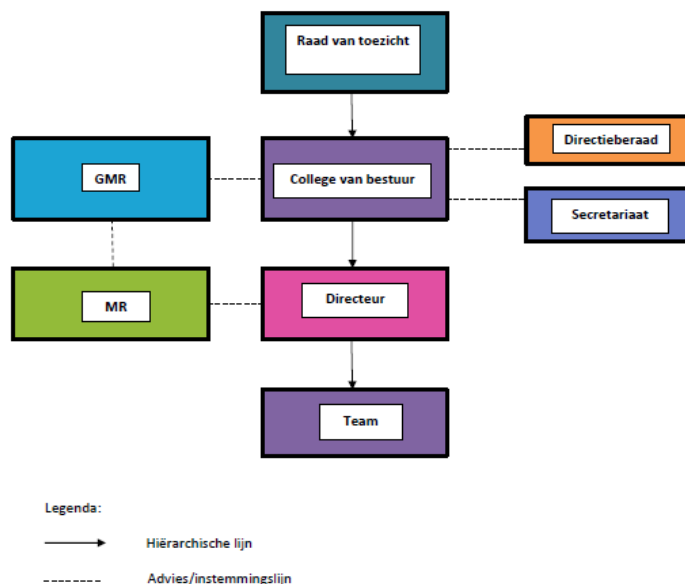 Raad van toezicht
Directieberaad
GMR
College van bestuur
Secretariaat
MR
Directeur
Team
Legenda:
Hiërarchische lijn
Advies/instemmingslijn